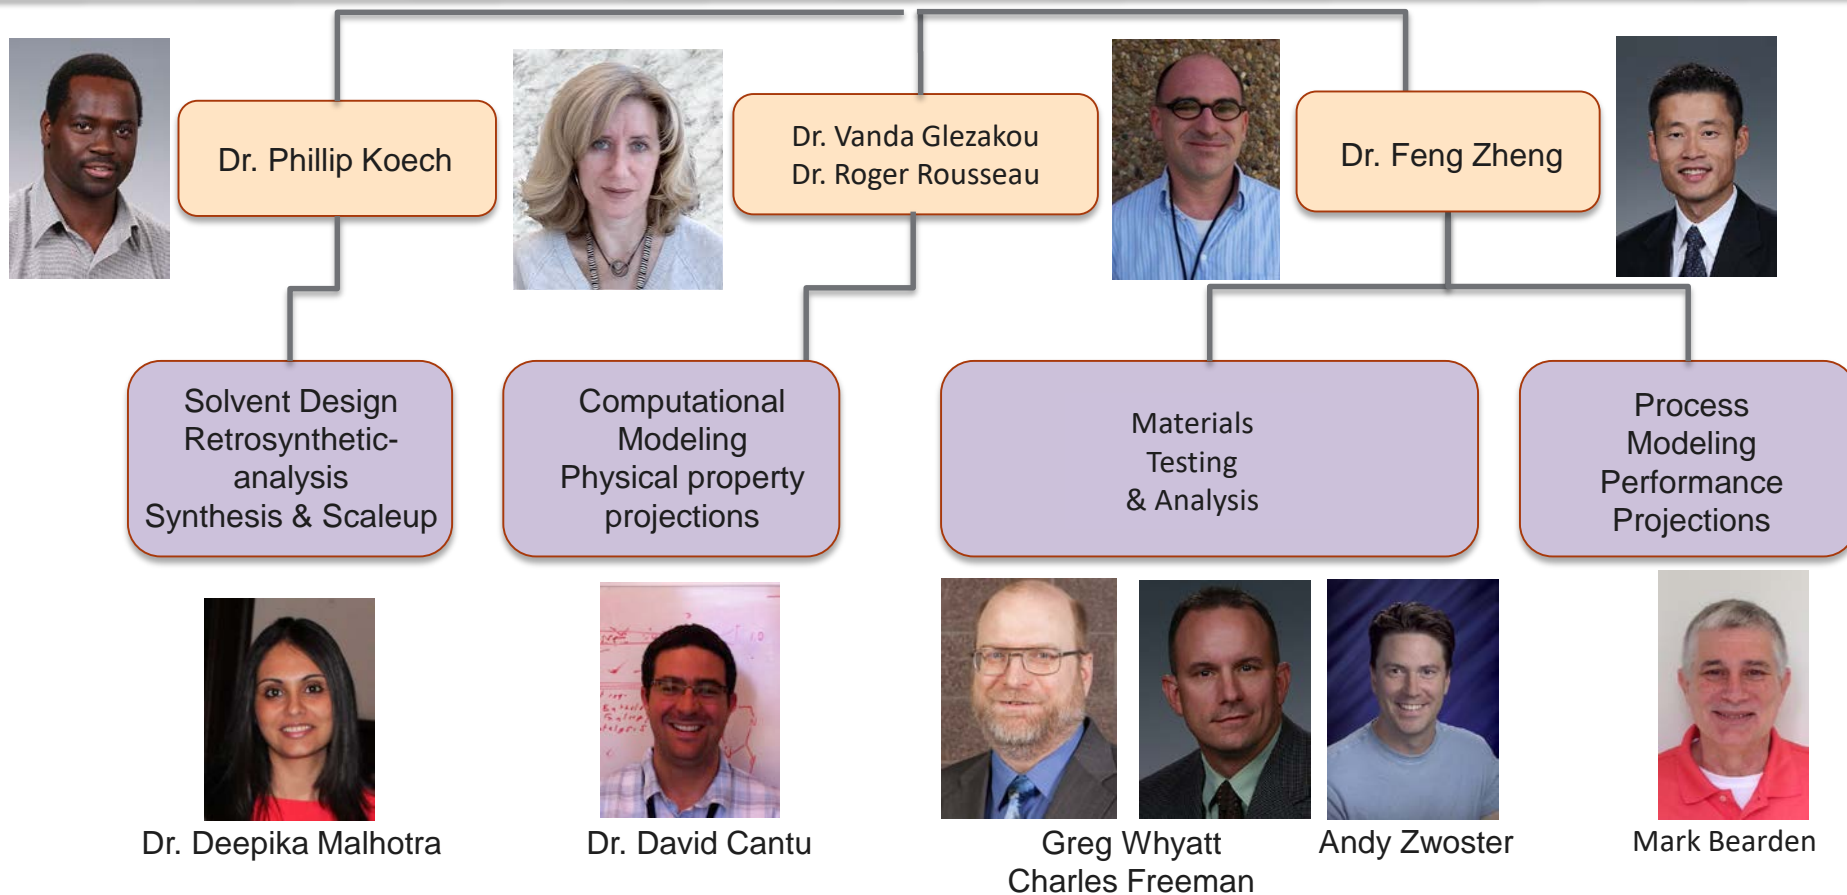 Dr. Phillip Koech
Dr. Vanda Glezakou
Dr. Roger Rousseau
Dr. Feng Zheng
Solvent Design
Retrosynthetic-
analysis
Synthesis & Scaleup
Computational
Modeling
Physical property
projections
Materials
Testing
& Analysis
Process
Modeling
Performance
Projections
Dr. Deepika Malhotra
Dr. David Cantu
Greg Whyatt
Charles Freeman
Andy Zwoster
Mark Bearden